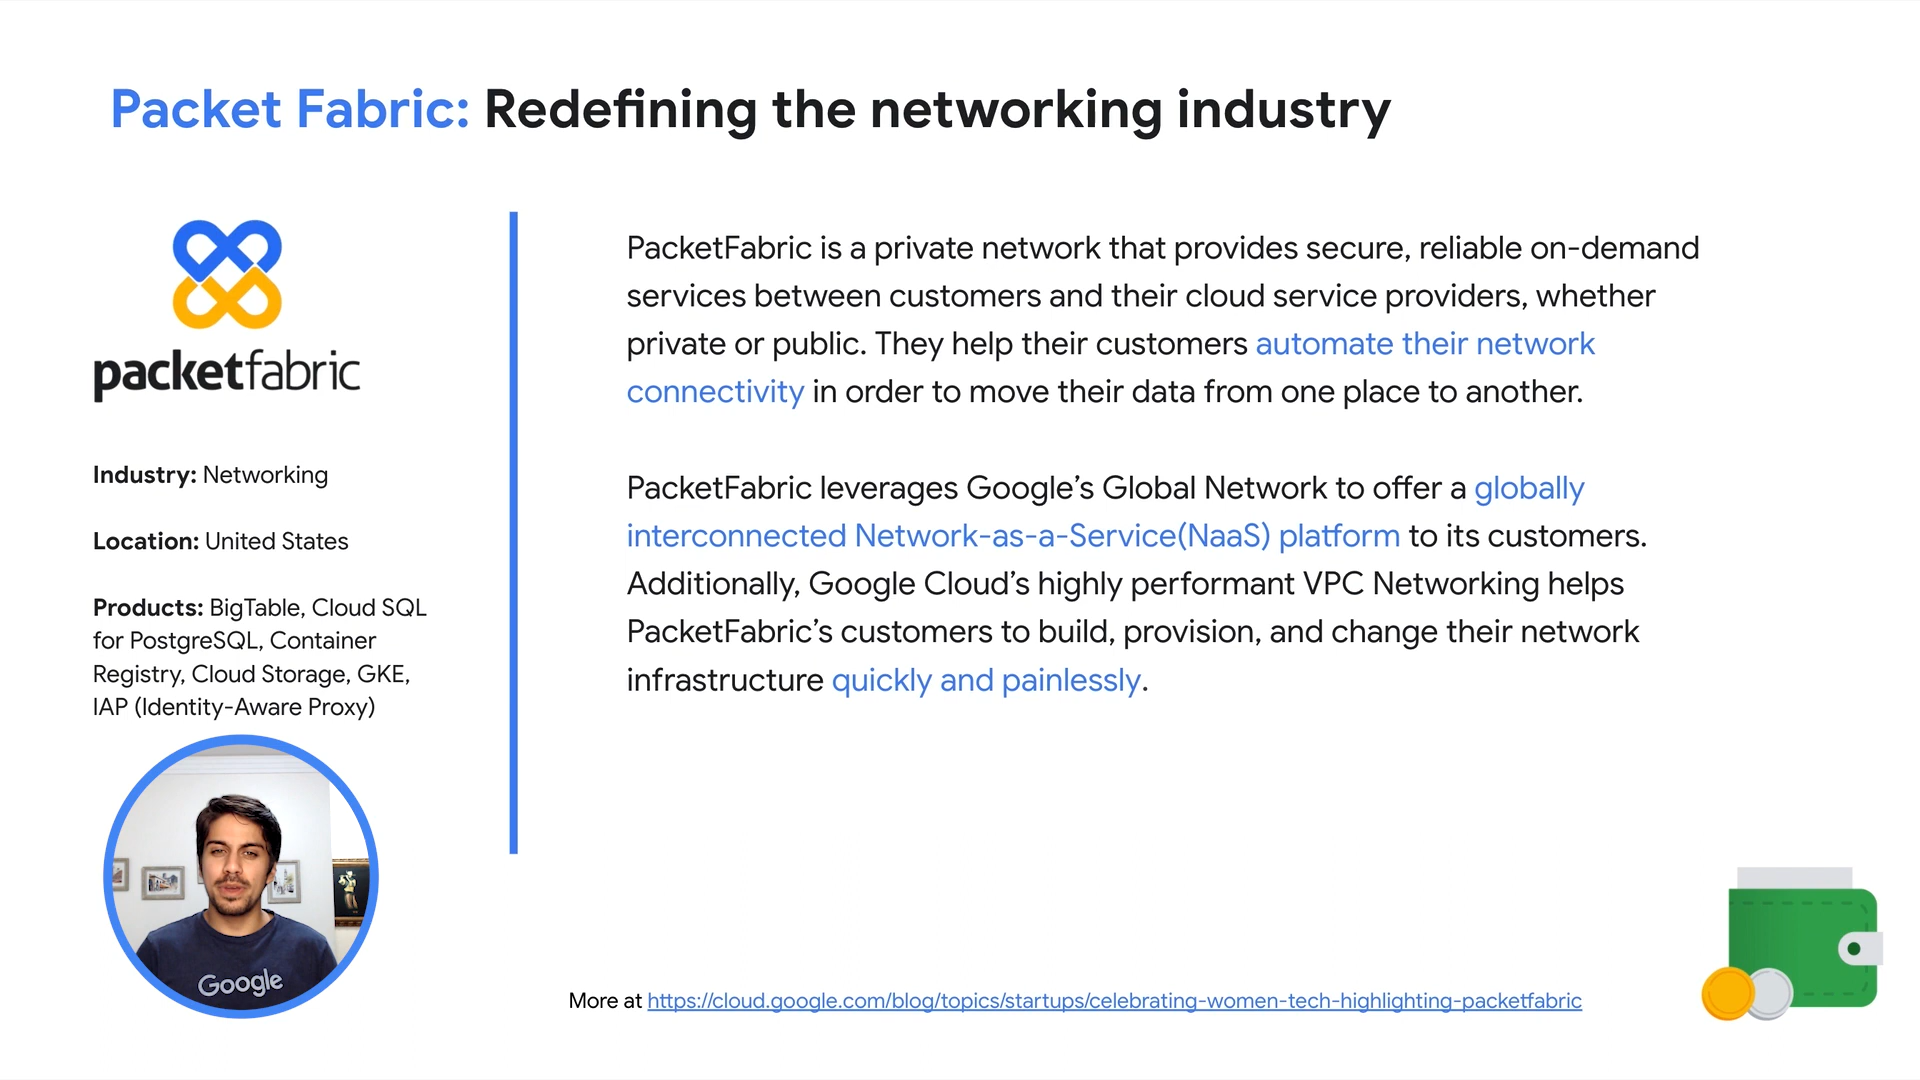 Packet Fabric: Redefining the networking industry
packetfabric
Industry: Networking
Location: United States
Products: BigTable, Cloud SQL
for PostgreSQL, Container
Registry, Cloud Storage, GKE,
IAP (Identity-Aware Proxy)
Google
PacketFabric is a private network that provides secure, reliable on-demand
services between customers and their cloud service providers, whether
private or public. They help their customers automate their network
connectivity in order to move their data from one place to another.
PacketFabric leverages Google’s Global Network to offer a globally
interconnected Network-as-a-Service(NaaS) platform to its customers.
Additionally, Google Cloud’s highly performant VPC Networking helps
PacketFabric’s customers to build, provision, and change their network
infrastructure quickly and painlessly.
More at https://cloud.google.com/blog/topics/startups/celebrating-women-tech-highlighting-packetfabric